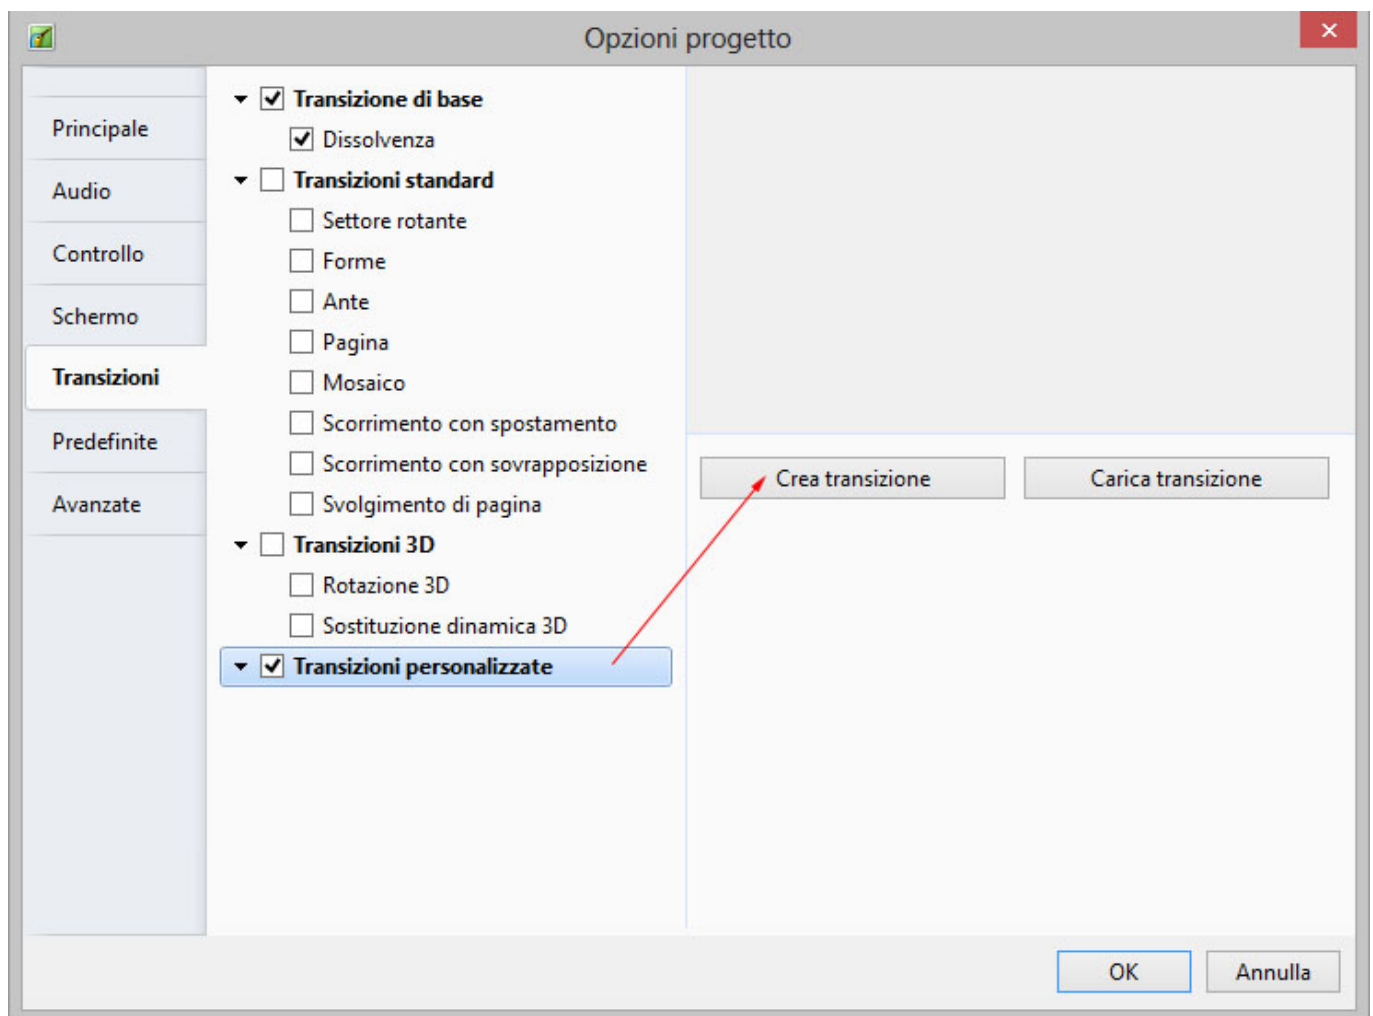 Opzioni progetto
Principale
Audio
Controllo
Schermo
Transizioni
Predefinite
Avanzate
Transizione di base
Dissolvenza
Transizioni standard
Settore rotante
Forme
Ante
Pagina
Mosaico
Scorrimento con spostamento
Scorrimento con sovrapposizione
Svolgimento di pagina
Transizioni 3D
Rotazione 3D
Sostituzione dinamica 3D
Transizioni personalizzate
Crea transizione
Carica transizione
OK
Annulla